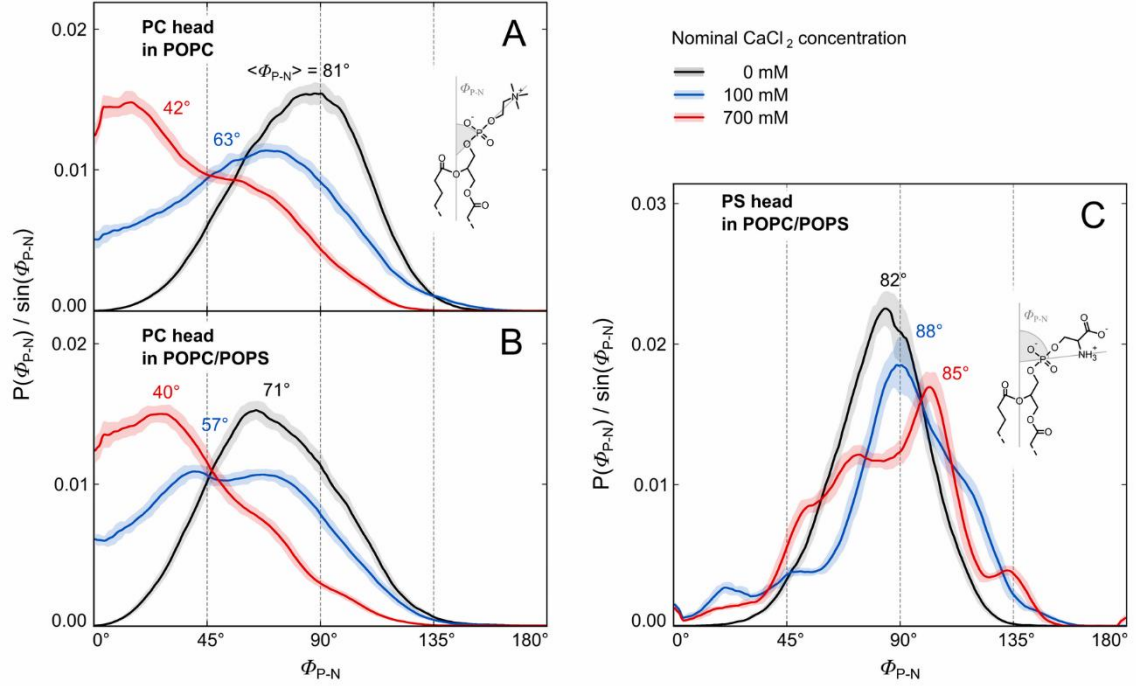 PC head
in POPC
A
<Φ_P-N> = 81°
42°
63°
Φ_P-N
O⁻
P
O
O
N⁺
O
O
O
O
0.02
0.01
0.00
P(Φ_P-N) / sin(Φ_P-N)
PC head
in POPC/POPS
B
40°
57°
71°
0.02
0.01
0.00
0° 45° 90° 135° 180°
Φ_P-N
Nominal CaCl₂ concentration
0 mM
100 mM
700 mM
PS head
in POPC/POPS
C
82°
88°
85°
Φ_P-N
O⁻
P
O
O
O
O⁻
NH₃⁺
O
O
O
O
0.03
0.02
0.01
0.00
P(Φ_P-N) / sin(Φ_P-N)
0° 45° 90° 135° 180°
Φ_P-N